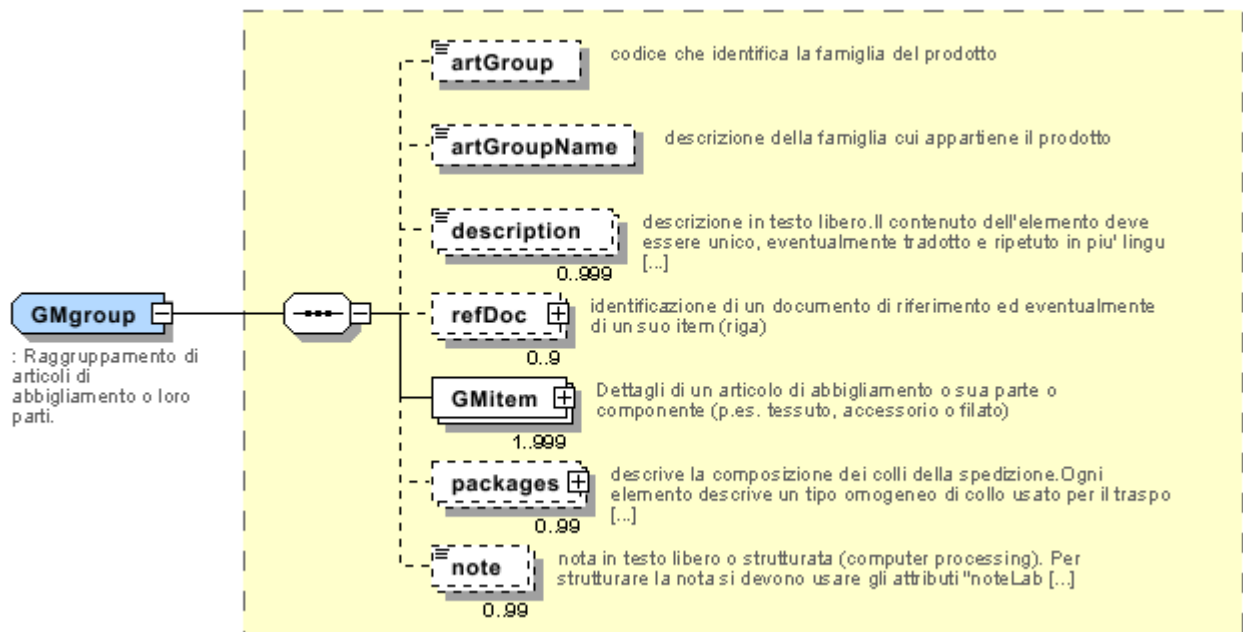 artGroup
codice che identifica la famiglia del prodotto
artGroupName
descrizione della famiglia cui appartiene il prodotto
description
descrizione in testo libero.Il contenuto dell'elemento deve
essere unico, eventualmente tradotto e ripetuto in piu' lingu
[...]
0..999
GMgroup
: Raggruppamento di
articoli di
abbigliamento o loro
parti.
refDoc
identificazione di un documento di riferimento ed eventualmente
di un suo item (riga)
0..9
GMitem
Dettagli di un articolo di abbigliamento o sua parte o
componente (p.es. tessuto, accessorio o filato)
1..999
packages
descrive la composizione dei colli della spedizione.Ogni
elemento descrive un tipo omogeneo di collo usato per il traspo
[...]
0..99
note
nota in testo libero o strutturata (computer processing). Per
strutturare la nota si devono usare gli attributi "noteLab [...]
0..99